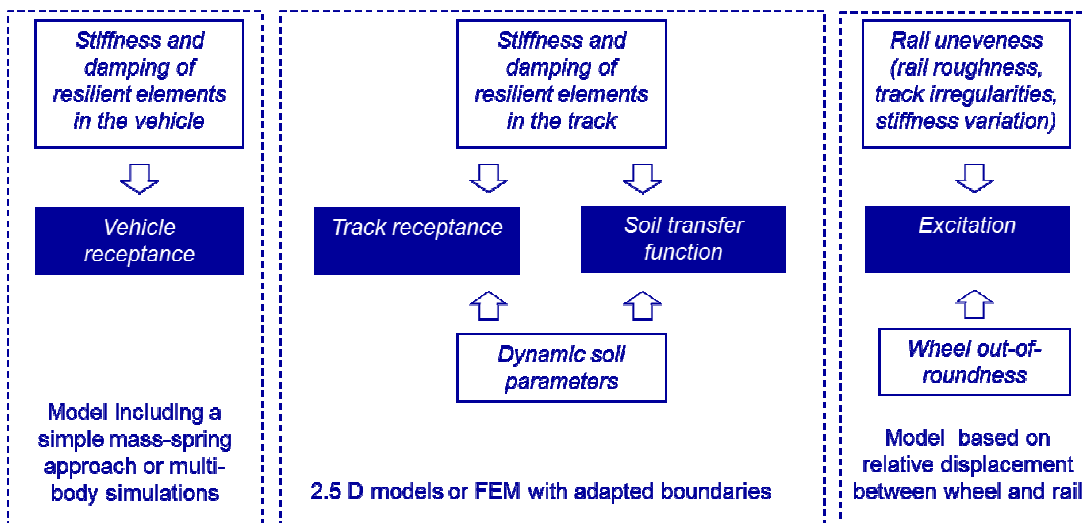 Stiffness and
damping of
resilient elements
in the vehicle
Vehicle
receptance
Model including a
simple mass-spring
approach or multi-
body simulations
Stiffness and
damping of
resilient elements
in the track
Track receptance
Soil transfer
function
Dynamic soil
parameters
2.5 D models or FEM with adapted boundaries
Rail uneveness
(rail roughness,
track irregularities,
stiffness variation)
Excitation
Wheel out-of-
roundness
Model based on
relative displacement
between wheel and rail